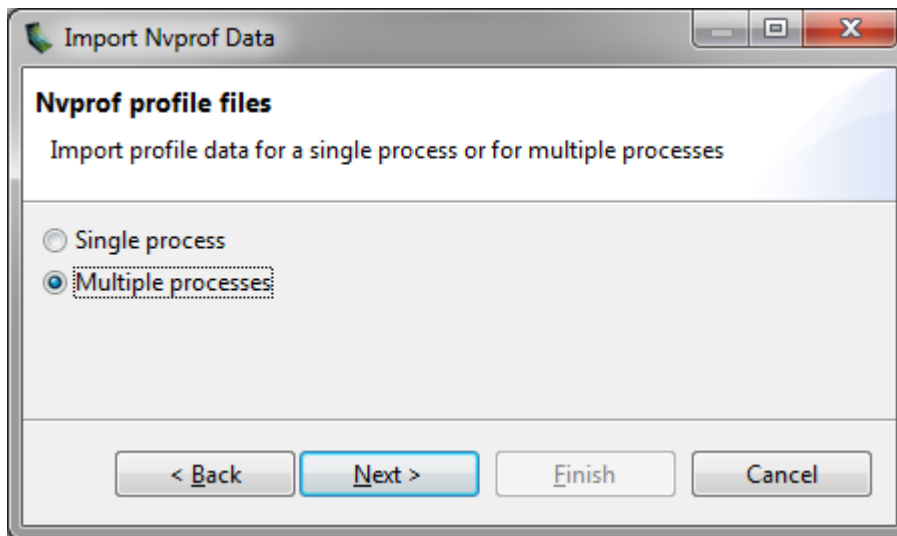 Import Nvprof Data
Nvprof profile files
Import profile data for a single process or for multiple processes
Single process
Multiple processes
< Back Next > Finish Cancel